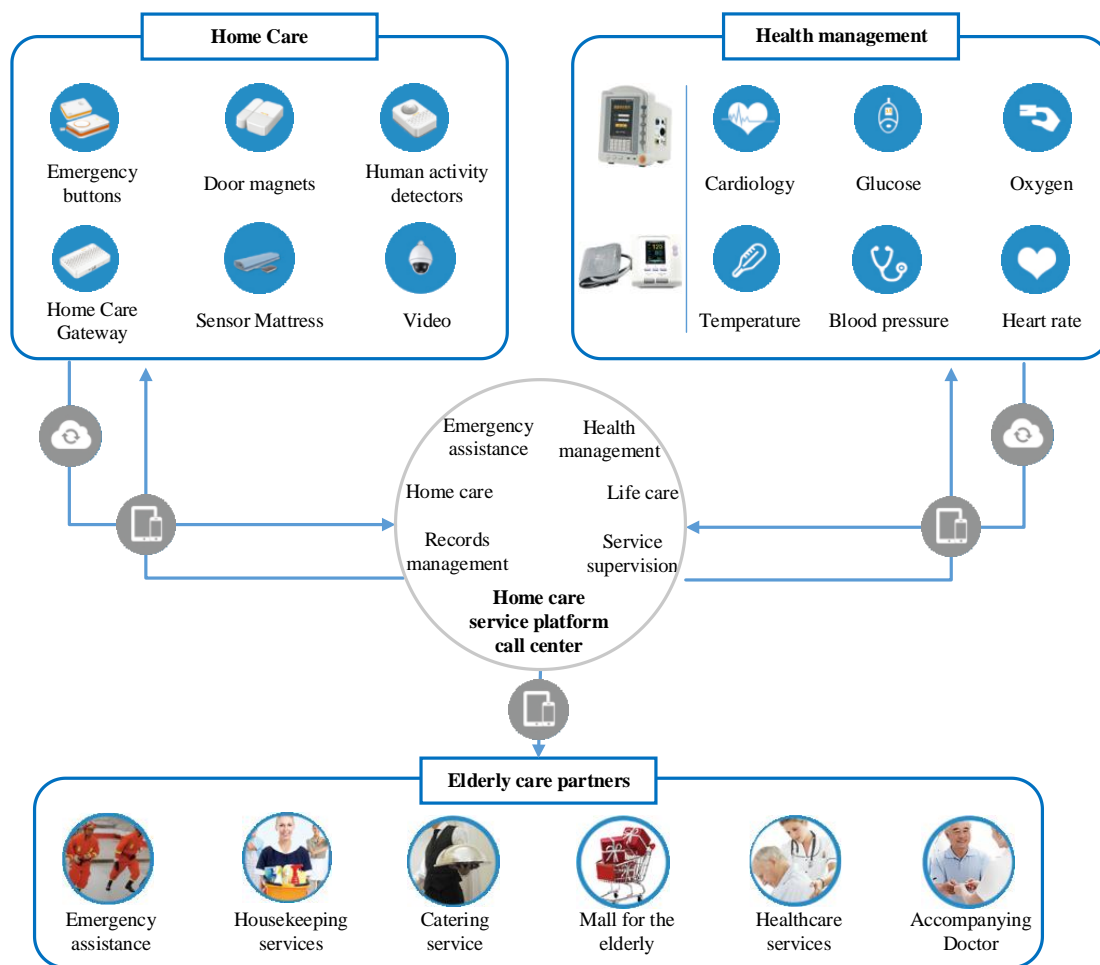 Home Care
Emergency
buttons
Door magnets
Human activity
detectors
Home Care
Gateway
Sensor Mattress
Video
Health management
Cardiology
Glucose
Oxygen
Temperature
Blood pressure
Heart rate
Emergency
assistance
Health
management
Home care
Life care
Records
management
Service
supervision
Home care
service platform
call center
Elderly care partners
Emergency
assistance
Housekeeping
services
Catering
service
Mall for the
elderly
Healthcare
services
Accompanying
Doctor